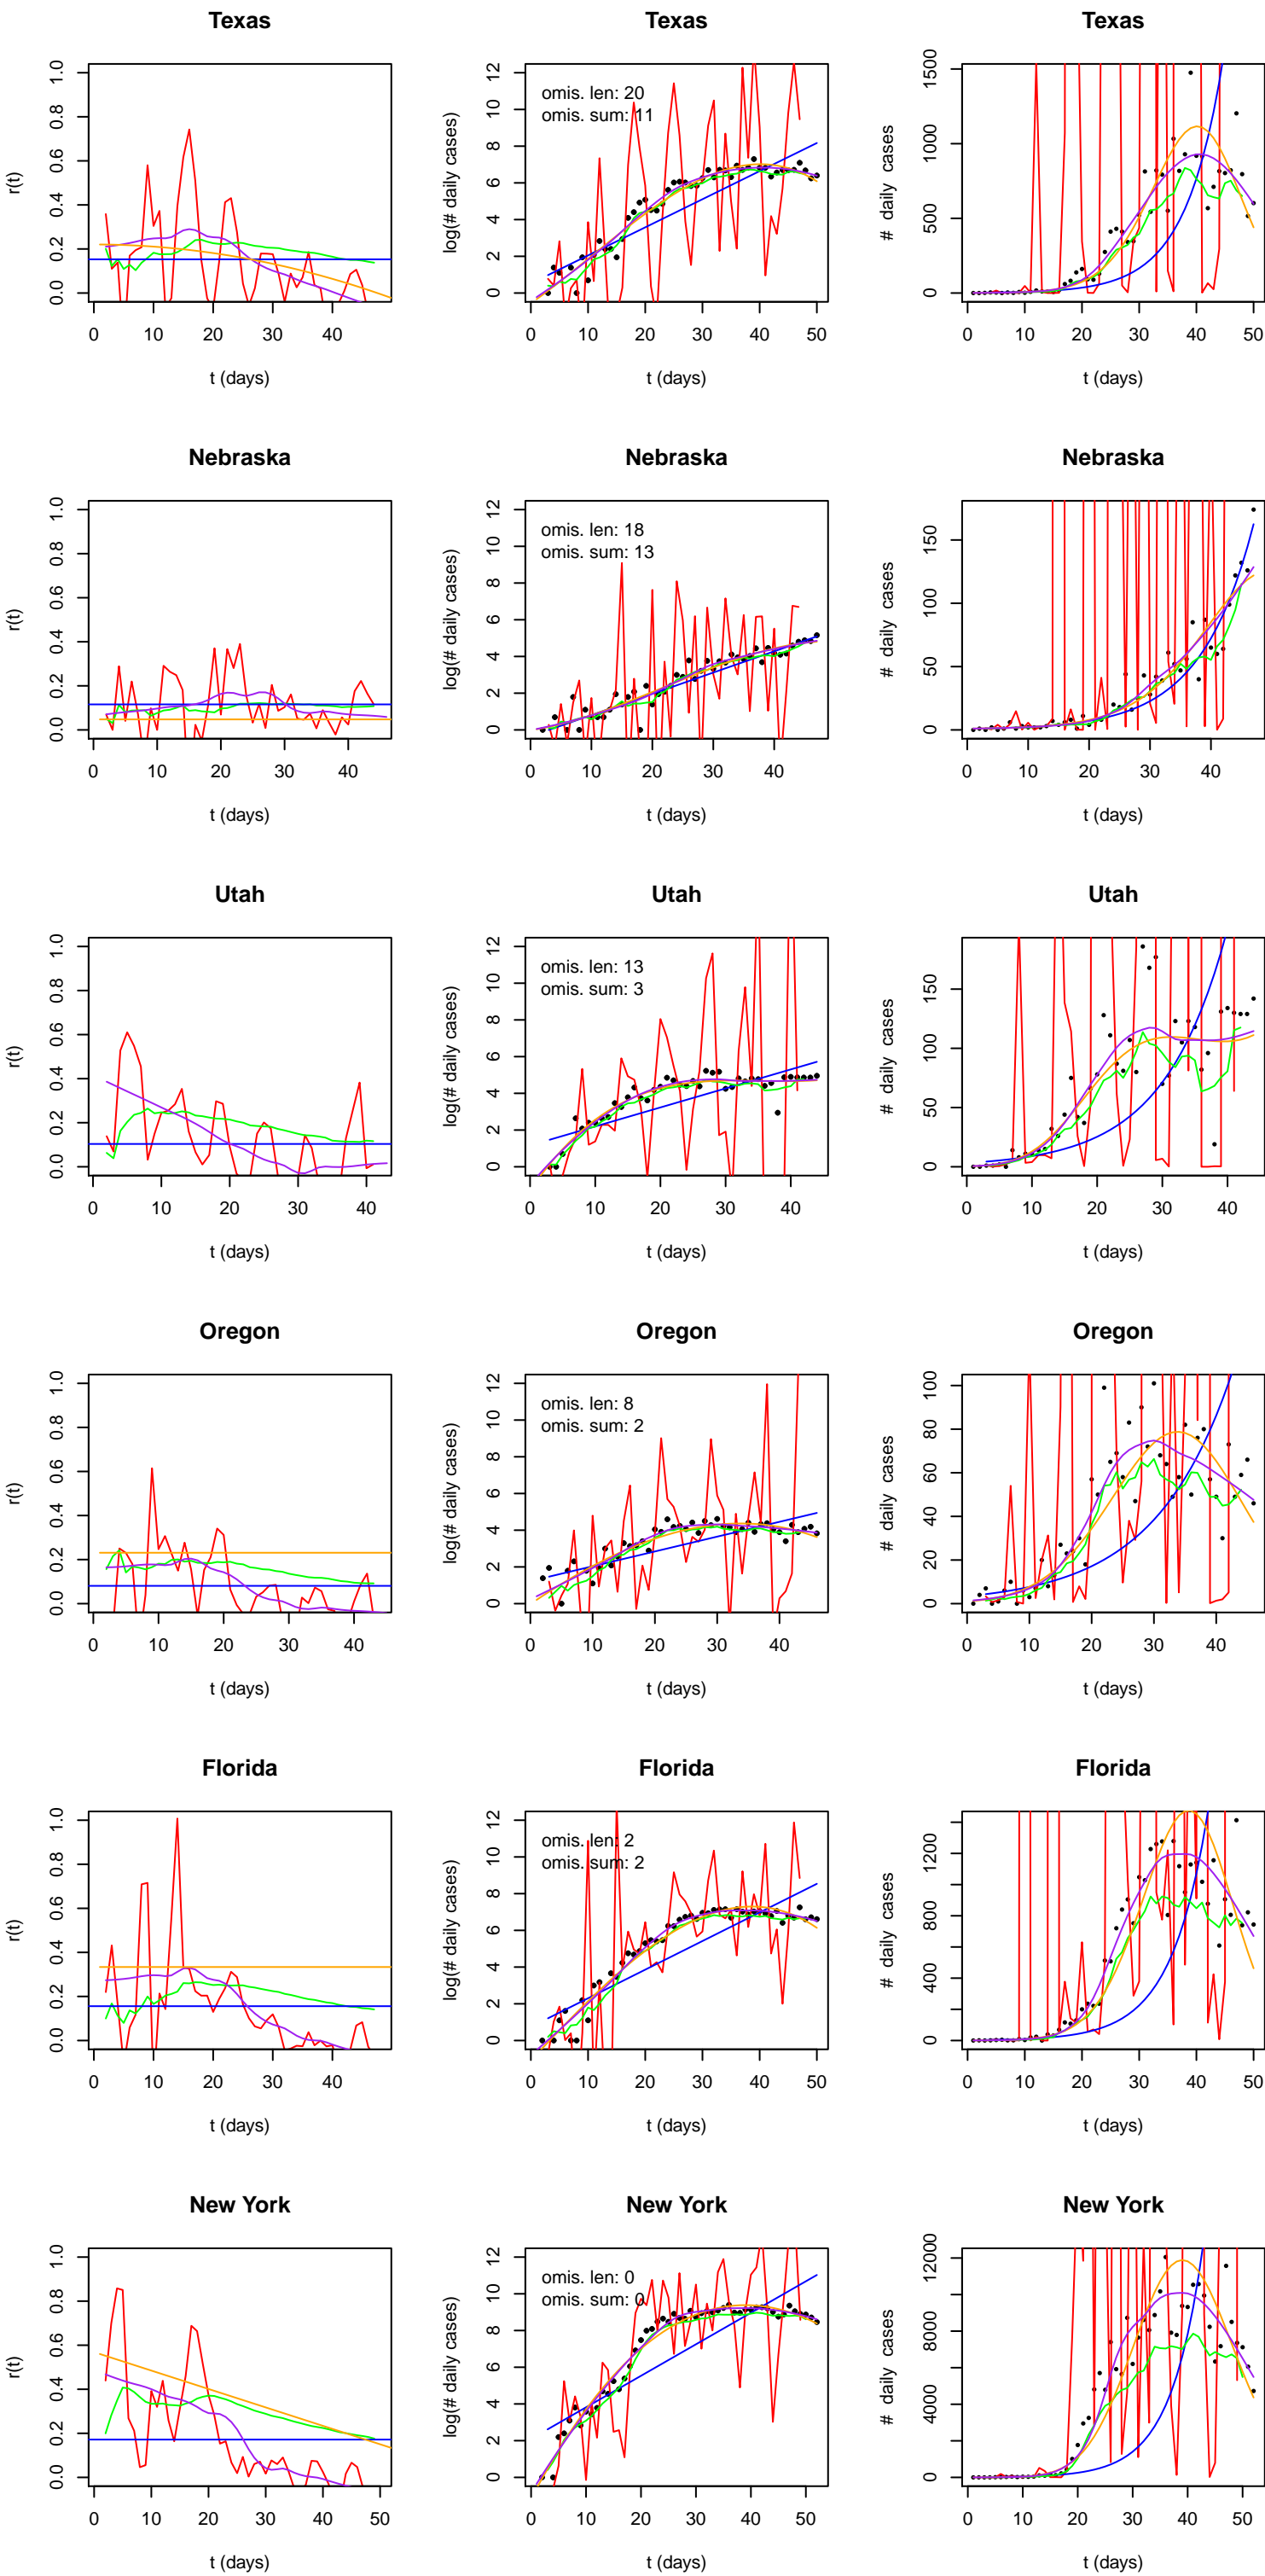 Texas
r(t)
0.0 0.2 0.4 0.6 0.8 1.0
0 10 20 30 40
t (days)
Texas
log(# daily cases)
0 2 4 6 8 10 12
omis. len: 20
omis. sum: 11
0 10 20 30 40 50
t (days)
Texas
# daily cases
0 500 1000 1500
0 10 20 30 40 50
t (days)
Nebraska
r(t)
0.0 0.2 0.4 0.6 0.8 1.0
0 10 20 30 40
t (days)
Nebraska
log(# daily cases)
0 2 4 6 8 10 12
omis. len: 18
omis. sum: 13
0 10 20 30 40
t (days)
Nebraska
# daily cases
0 50 100 150
0 10 20 30 40
t (days)
Utah
r(t)
0.0 0.2 0.4 0.6 0.8 1.0
0 10 20 30 40
t (days)
Utah
log(# daily cases)
0 2 4 6 8 10 12
omis. len: 13
omis. sum: 3
0 10 20 30 40
t (days)
Utah
# daily cases
0 50 100 150
0 10 20 30 40
t (days)
Oregon
r(t)
0.0 0.2 0.4 0.6 0.8 1.0
0 10 20 30 40
t (days)
Oregon
log(# daily cases)
0 2 4 6 8 10 12
omis. len: 8
omis. sum: 2
0 10 20 30 40
t (days)
Oregon
# daily cases
0 20 40 60 80 100
0 10 20 30 40
t (days)
Florida
r(t)
0.0 0.2 0.4 0.6 0.8 1.0
0 10 20 30 40
t (days)
Florida
log(# daily cases)
0 2 4 6 8 10 12
omis. len: 2
omis. sum: 2
0 10 20 30 40 50
t (days)
Florida
# daily cases
0 400 800 1200
0 10 20 30 40 50
t (days)
New York
r(t)
0.0 0.2 0.4 0.6 0.8 1.0
0 10 20 30 40 50
t (days)
New York
log(# daily cases)
0 2 4 6 8 10 12
omis. len: 0
omis. sum: 0
0 10 20 30 40 50
t (days)
New York
# daily cases
0 4000 8000 12000
0 10 20 30 40 50
t (days)